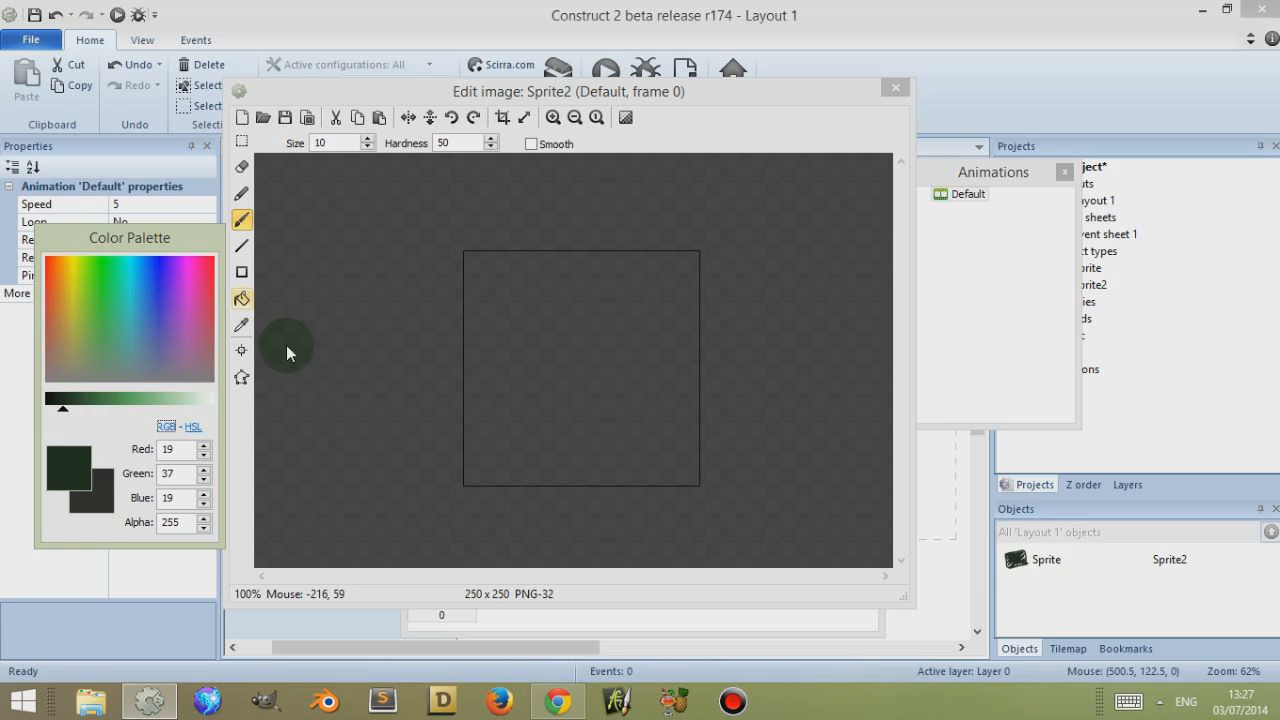 Construct 2 beta release r174 - Layout 1
File Home View Events
Cut Undo Delete Active configurations: All Scirra.com
Paste Copy Redo Select
Select
Clipboard Undo Selecti
Edit image: Sprite2 (Default, frame 0)
Size 10 Hardness 50 Smooth
Properties
Animation 'Default' properties
Speed 5
Loop No
Re
Re
Pin
More
Color Palette
RGB - HSL
Red: 19
Green: 37
Blue: 19
Alpha: 255
100% Mouse: -216, 59 250 x 250 PNG-32
0
Animations
Default
Projects
ject*
uts
ayout 1
sheets
vent sheet 1
ct types
prite
prite2
ies
ds
c
ons
Projects Z order Layers
Objects
All 'Layout 1' objects
Sprite Sprite2
Objects Tilemap Bookmarks
Ready Events: 0 Active layer: Layer 0 Mouse: (500.5, 122.5, 0) Zoom: 62%
ENG 13:27
03/07/2014